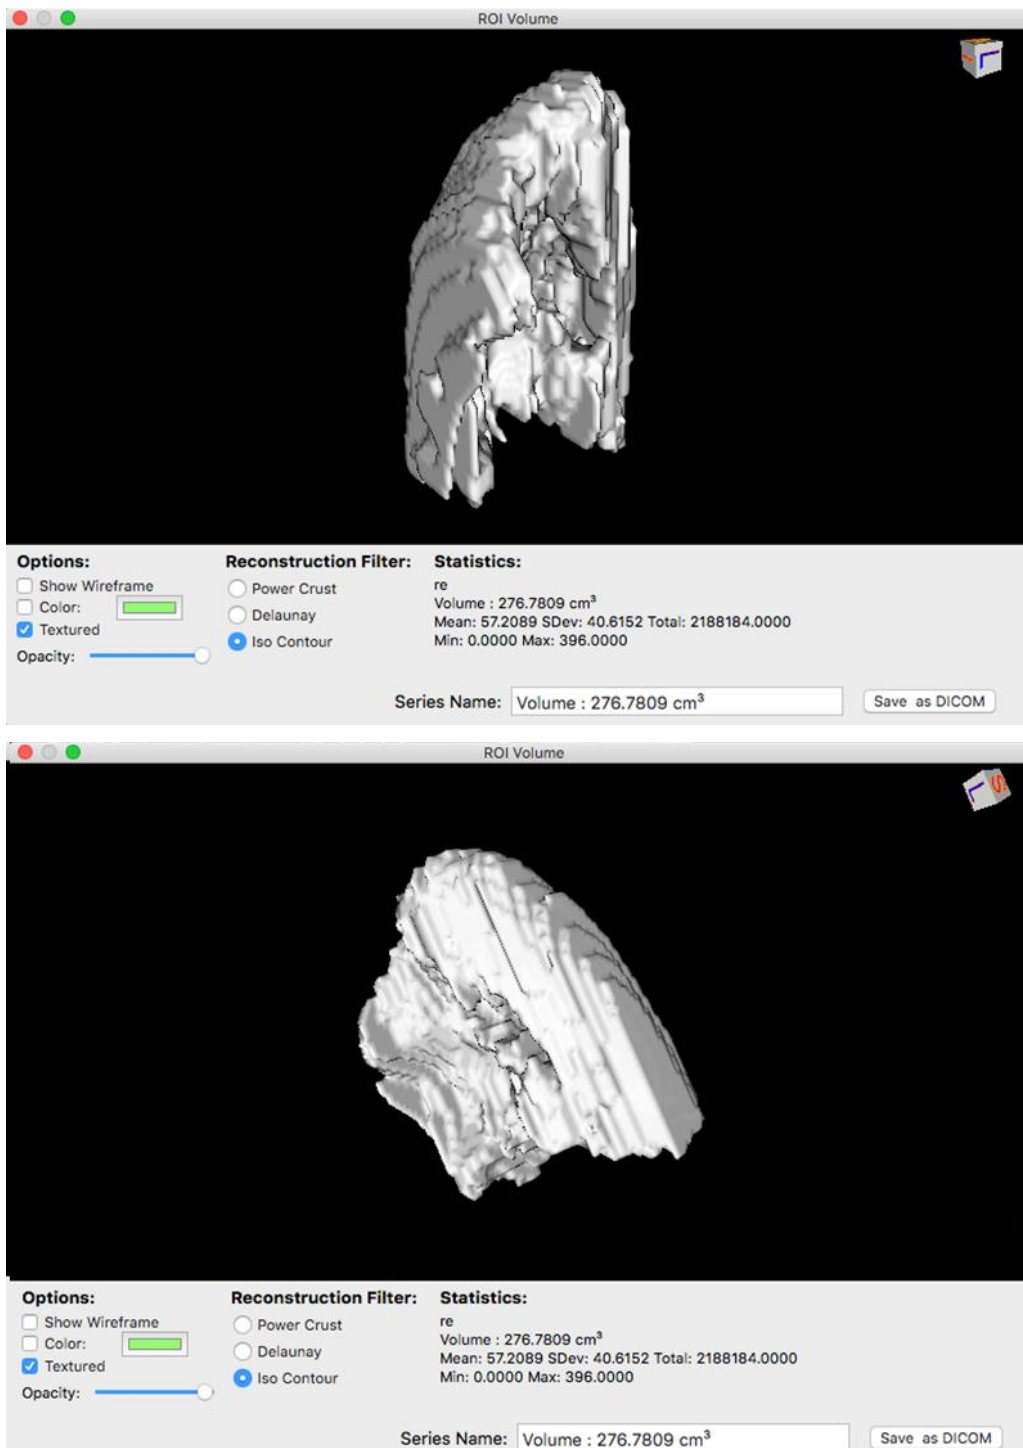 ROI Volume
L
Options:
Show Wireframe
Color:
Textured
Opacity:
Reconstruction Filter:
Power Crust
Delaunay
Iso Contour
Statistics:
re
Volume : 276.7809 cm³
Mean: 57.2089 SDev: 40.6152 Total: 2188184.0000
Min: 0.0000 Max: 396.0000
Series Name: Volume : 276.7809 cm³ Save as DICOM
ROI Volume
L S
Options:
Show Wireframe
Color:
Textured
Opacity:
Reconstruction Filter:
Power Crust
Delaunay
Iso Contour
Statistics:
re
Volume : 276.7809 cm³
Mean: 57.2089 SDev: 40.6152 Total: 2188184.0000
Min: 0.0000 Max: 396.0000
Series Name: Volume : 276.7809 cm³ Save as DICOM